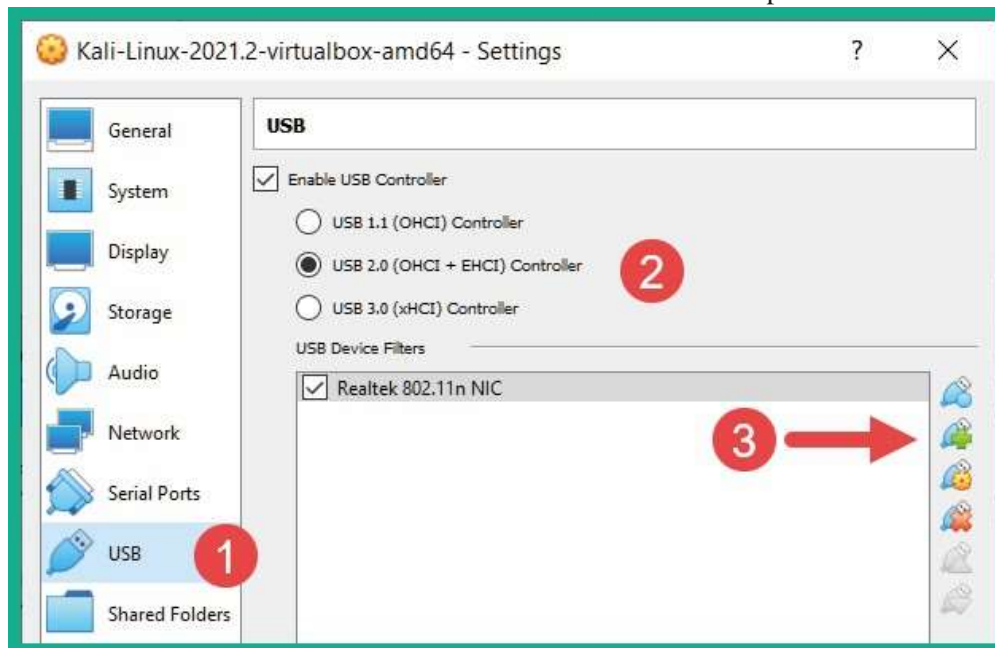 Kali-Linux-2021.2-virtualbox-amd64 - Settings ? ×
General
System
Display
Storage
Audio
Network
Serial Ports
USB 1
Shared Folders
USB
Enable USB Controller
USB 1.1 (OHCI) Controller
USB 2.0 (OHCI + EHCI) Controller 2
USB 3.0 (xHCI) Controller
USB Device Filters
Realtek 802.11n NIC
3